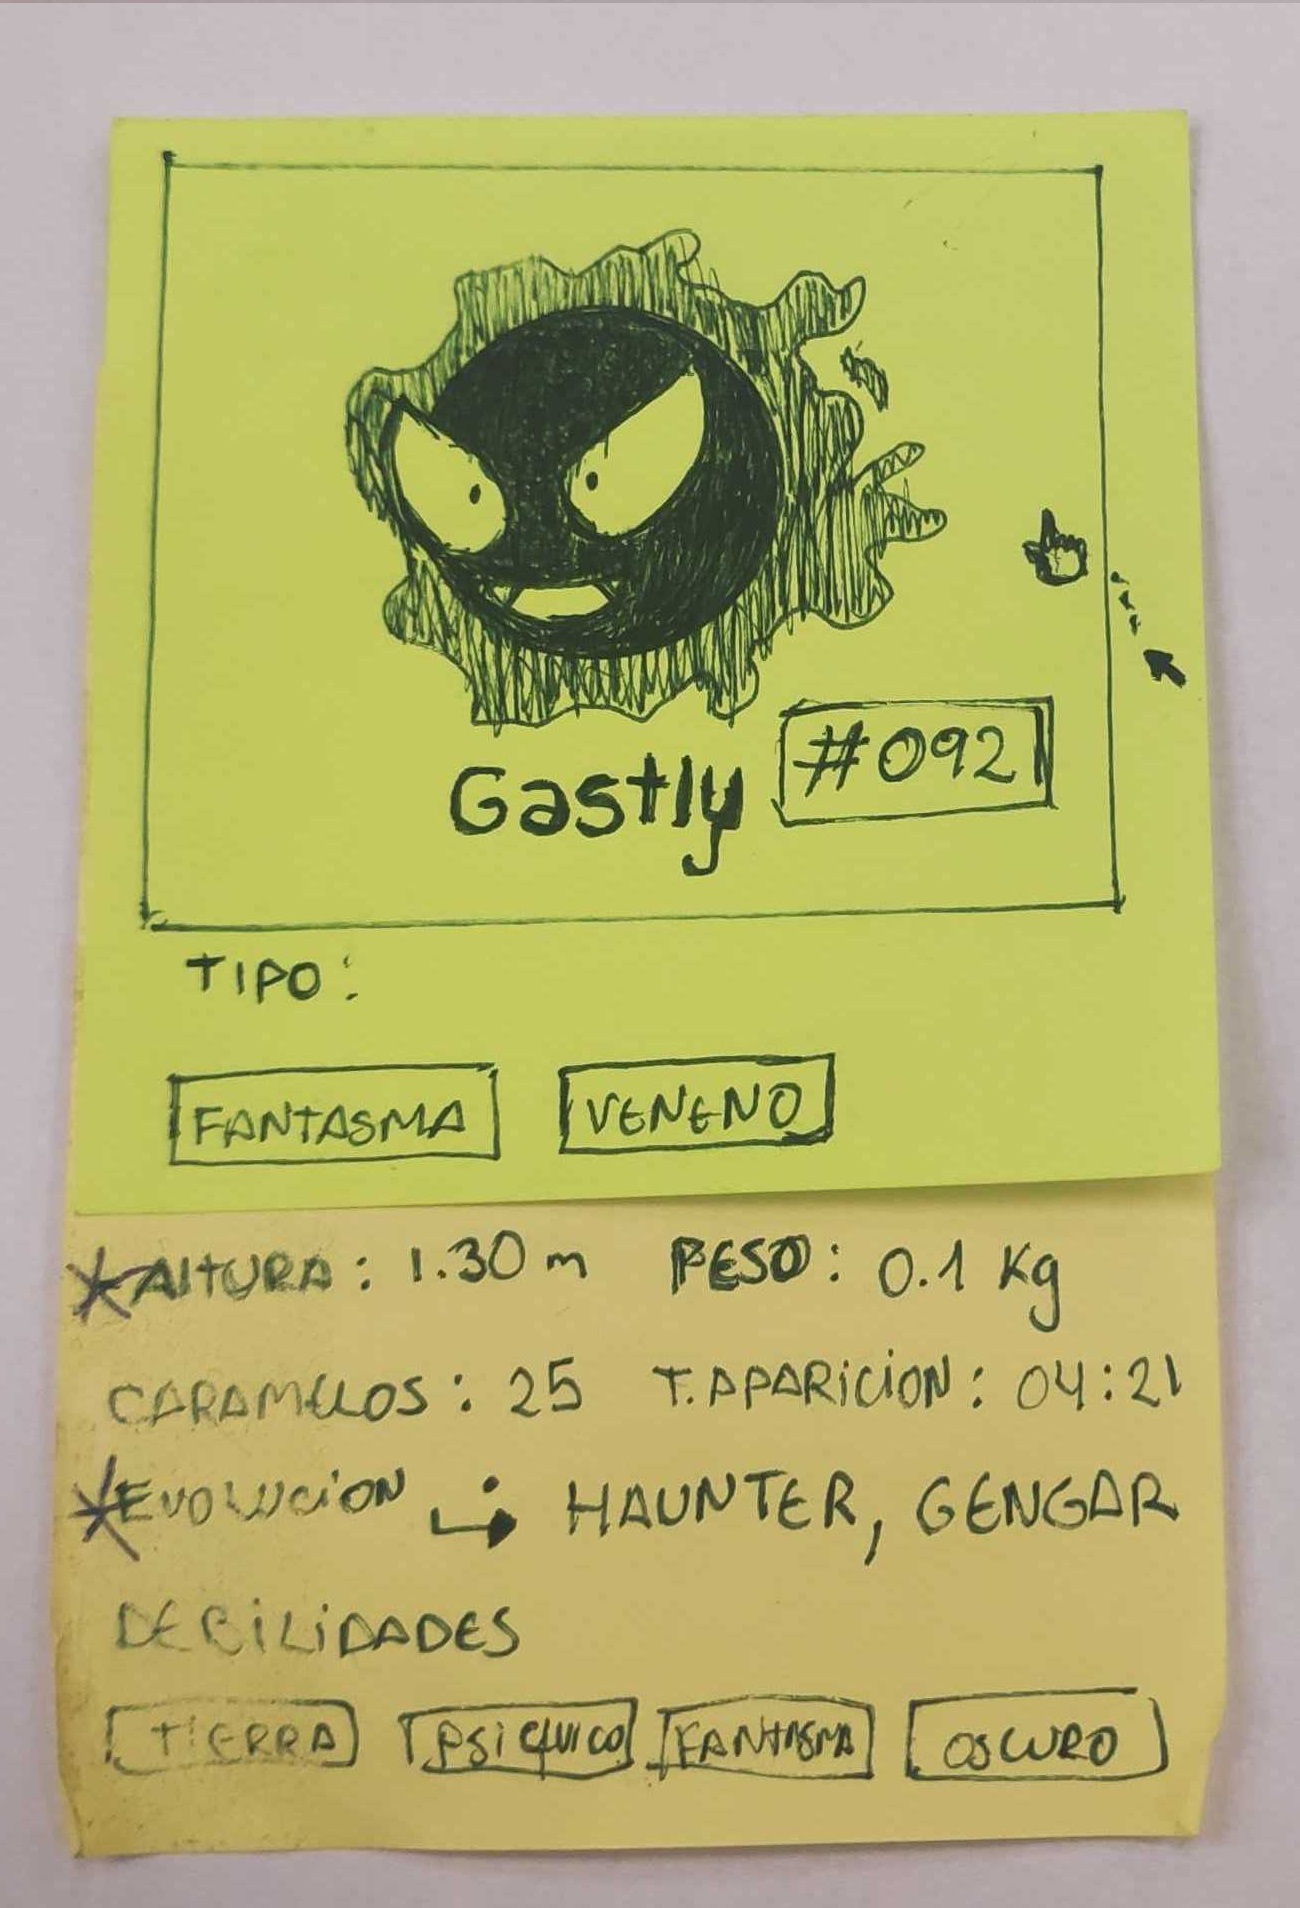 Gastly #092
TIPO:
FANTASMA VENENO
*AltURA: 1.30 m PESO: 0.1 Kg
CARAMELOS: 25 T. APARiCiON: 04:21
*EVOLUCiON HAUNTER, GENGAR
DEBiLiDADES
TiERRA PSiQUiCO FANTASMA OSCURO